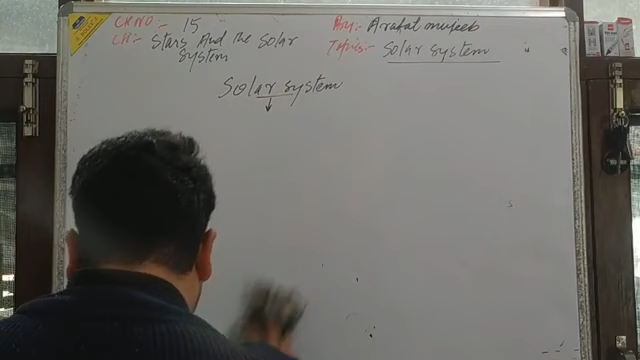 CH NO :- 15
CH:- Stars And the Solar
System
By:- Arafat mujeeb
Topic:- Solar system
Solar system